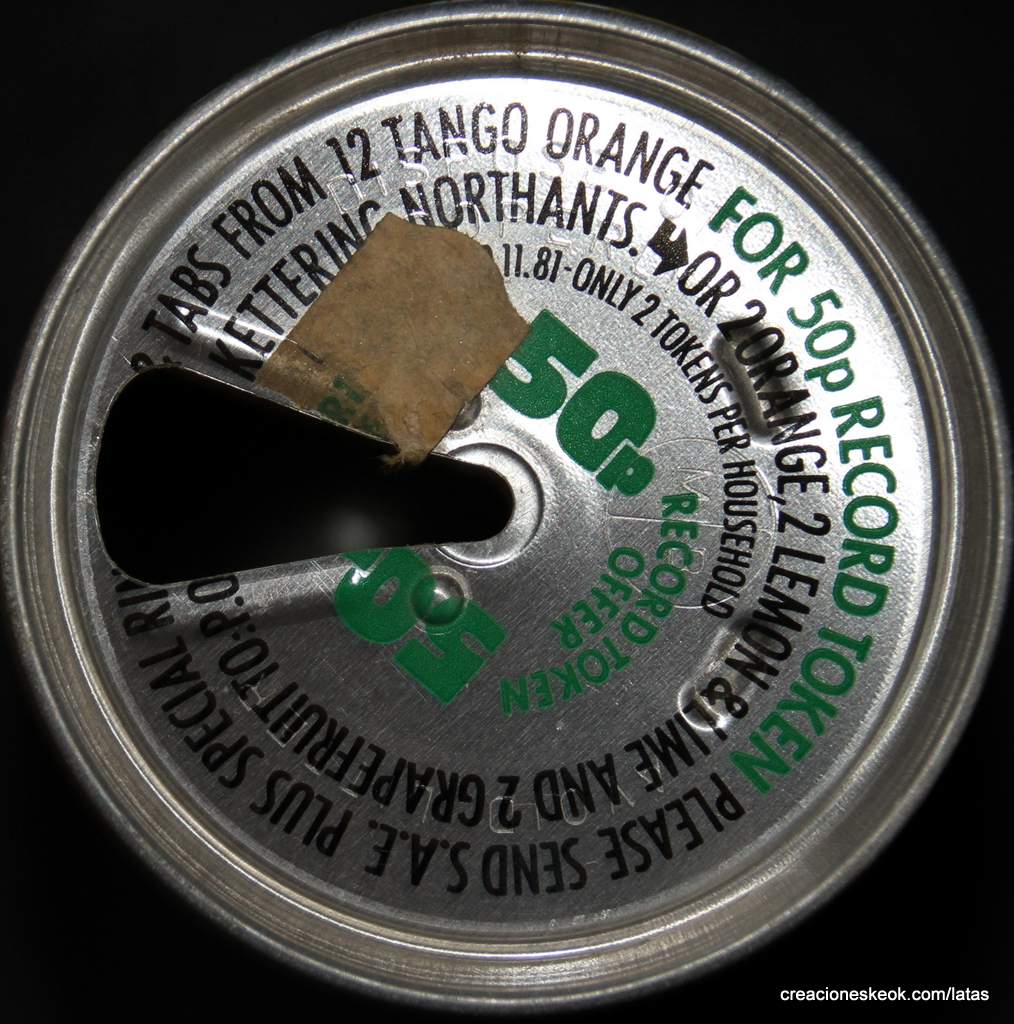 FOR 50p RECORD TOKEN PLEASE SEND S.A.E. PLUS SPECIAL TABS FROM 12 TANGO ORANGE
OR 2 ORANGE, 2 LEMON & LIME AND 2 GRAPEFRUIT TO: P.O. KETTERING NORTHANTS.
11.81-ONLY 2 TOKENS PER HOUSEHOLD
50p
RECORD TOKEN
OFFER
50
creacioneskeok.com/latas